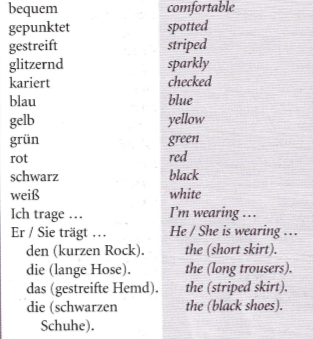 bequem comfortable
gepunktet spotted
gestreift striped
glitzernd sparkly
kariert checked
blau blue
gelb yellow
grün green
rot red
schwarz black
weiß white
Ich trage … I'm wearing …
Er / Sie trägt … He / She is wearing …
den (kurzen Rock). the (short skirt).
die (lange Hose). the (long trousers).
das (gestreifte Hemd). the (striped skirt).
die (schwarzen the (black shoes).
Schuhe).